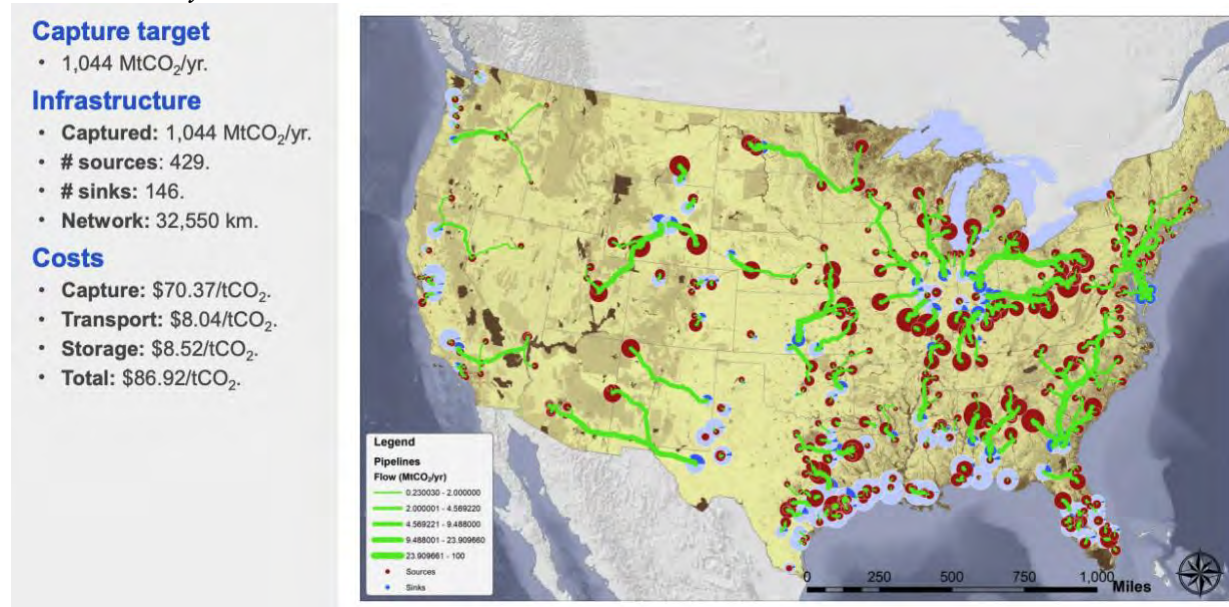 Capture target
• 1,044 MtCO₂/yr.
Infrastructure
• Captured: 1,044 MtCO₂/yr.
• # sources: 429.
• # sinks: 146.
• Network: 32,550 km.
Costs
• Capture: $70.37/tCO₂.
• Transport: $8.04/tCO₂.
• Storage: $8.52/tCO₂.
• Total: $86.92/tCO₂.
Legend
Pipelines
Flow (MtCO₂/yr)
0.230030 - 2.000000
2.000001 - 4.569220
4.569221 - 9.488000
9.488001 - 23.909660
23.909661 - 100
Sources
Sinks
0 250 500 750 1,000
Miles